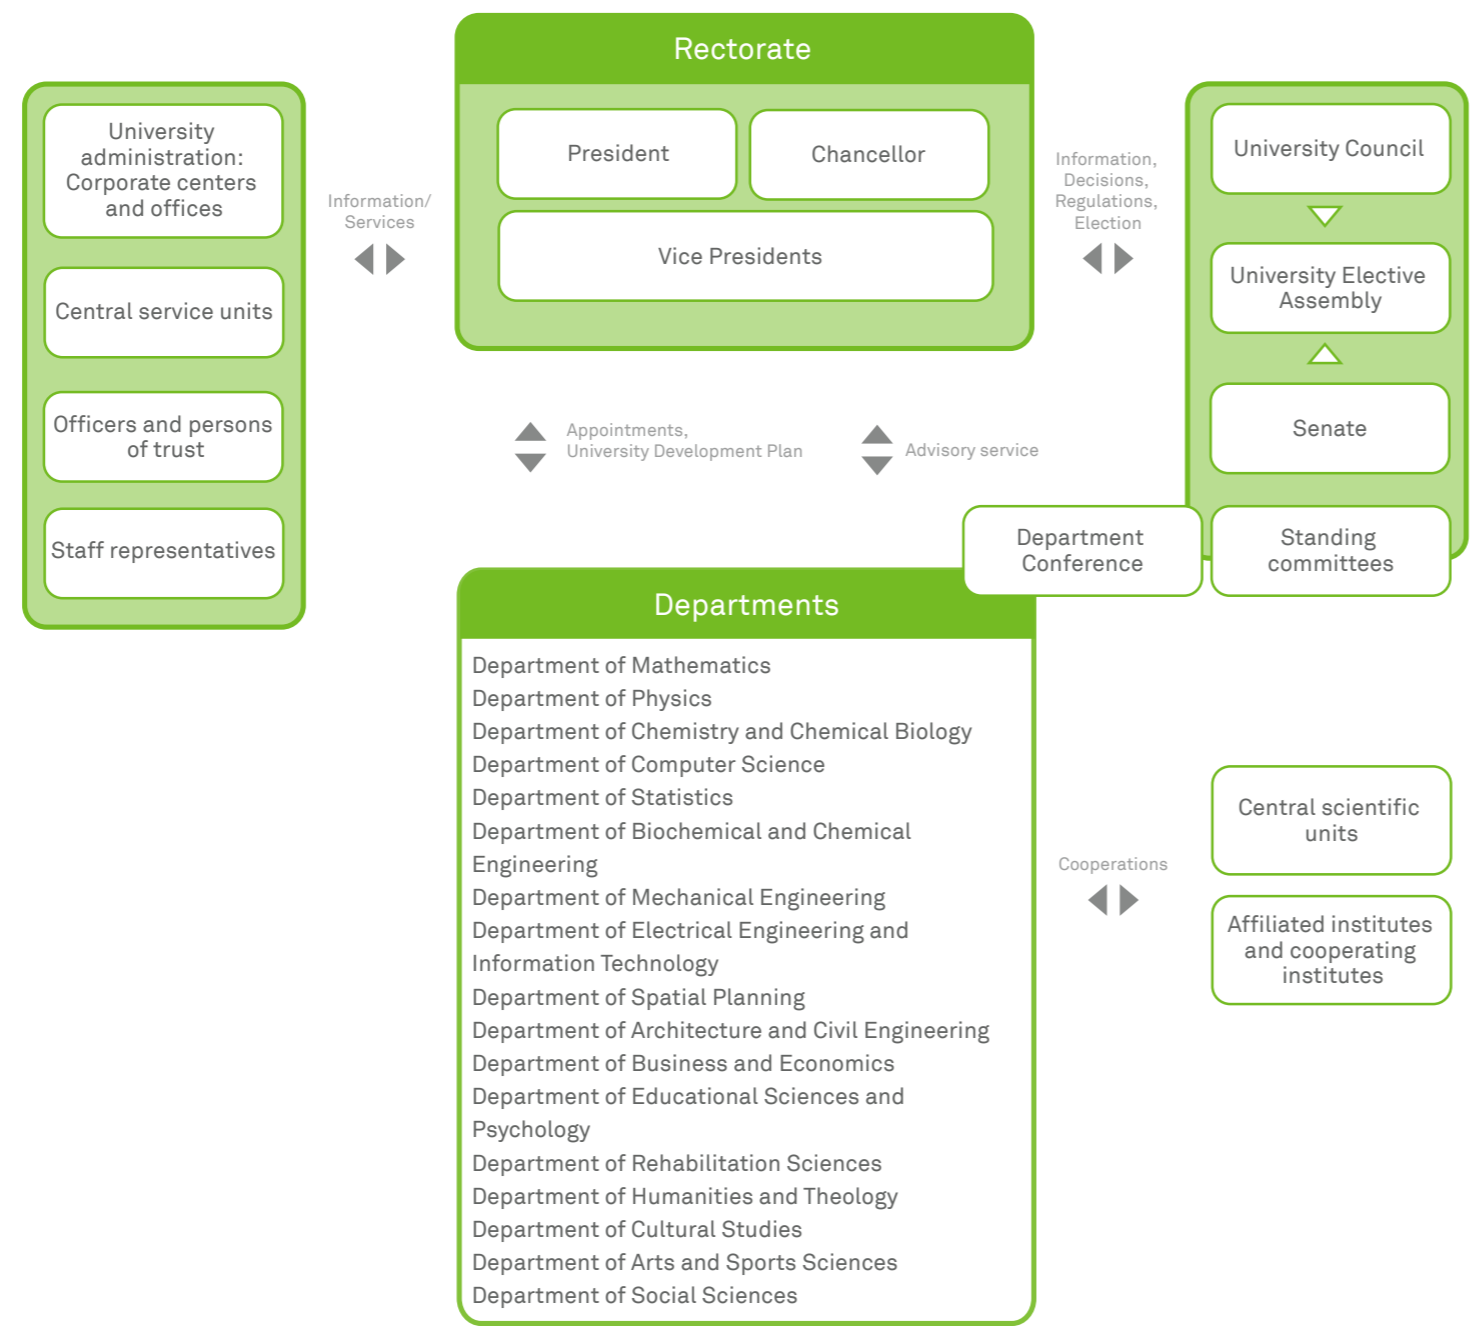 Rectorate
President
Chancellor
Vice Presidents
University
administration:
Corporate centers
and offices
Central service units
Officers and persons
of trust
Staff representatives
Information/
Services
Information,
Decisions,
Regulations,
Election
University Council
University Elective
Assembly
Senate
Standing
committees
Department
Conference
Appointments,
University Development Plan
Advisory service
Departments
Department of Mathematics
Department of Physics
Department of Chemistry and Chemical Biology
Department of Computer Science
Department of Statistics
Department of Biochemical and Chemical
Engineering
Department of Mechanical Engineering
Department of Electrical Engineering and
Information Technology
Department of Spatial Planning
Department of Architecture and Civil Engineering
Department of Business and Economics
Department of Educational Sciences and
Psychology
Department of Rehabilitation Sciences
Department of Humanities and Theology
Department of Cultural Studies
Department of Arts and Sports Sciences
Department of Social Sciences
Cooperations
Central scientific
units
Affiliated institutes
and cooperating
institutes